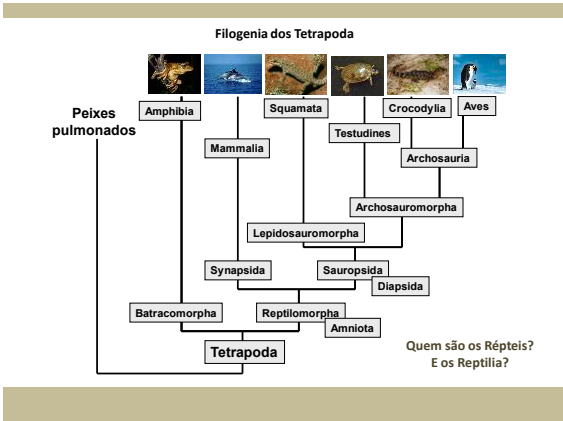 Filogenia dos Tetrapoda
Peixes
pulmonados
Amphibia
Squamata
Crocodylia
Aves
Testudines
Mammalia
Archosauria
Archosauromorpha
Lepidosauromorpha
Synapsida
Sauropsida
Diapsida
Batracomorpha
Reptilomorpha
Amniota
Tetrapoda
Quem são os Répteis?
E os Reptilia?